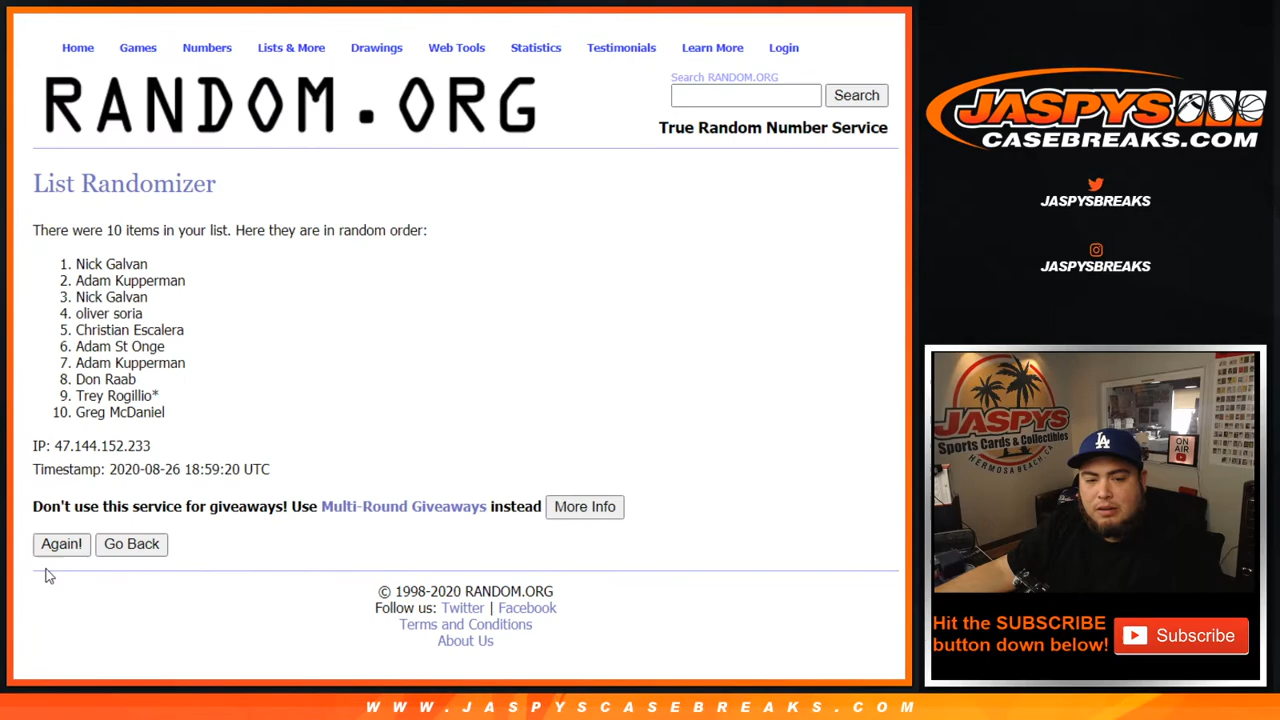 Home Games Numbers Lists & More Drawings Web Tools Statistics Testimonials Learn More Login
RANDOM.ORG
Search RANDOM.ORG
Search
True Random Number Service
List Randomizer
There were 10 items in your list. Here they are in random order:
1. Nick Galvan
2. Adam Kupperman
3. Nick Galvan
4. oliver soria
5. Christian Escalera
6. Adam St Onge
7. Adam Kupperman
8. Don Raab
9. Trey Rogillio*
10. Greg McDaniel
IP: 47.144.152.233
Timestamp: 2020-08-26 18:59:20 UTC
Don't use this service for giveaways! Use Multi-Round Giveaways instead More Info
Again! Go Back
© 1998-2020 RANDOM.ORG
Follow us: Twitter | Facebook
Terms and Conditions
About Us
JASPYS
CASEBREAKS.COM
JASPYSBREAKS
JASPYSBREAKS
JASPYS
Sports Cards & Collectibles
HERMOSA BEACH, CA
ON AIR
LA
Hit the SUBSCRIBE
button down below!
Subscribe
WWW.JASPYSCASEBREAKS.COM